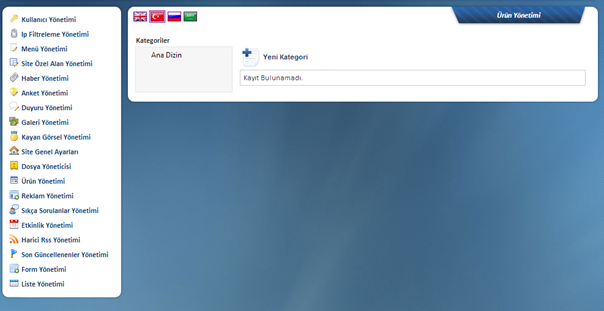 Kullanıcı Yönetimi
Ip Filtreleme Yönetimi
Menü Yönetimi
Site Özel Alan Yönetimi
Haber Yönetimi
Anket Yönetimi
Duyuru Yönetimi
Galeri Yönetimi
Kayan Görsel Yönetimi
Site Genel Ayarları
Dosya Yöneticisi
Ürün Yönetimi
Reklam Yönetimi
Sıkça Sorulanlar Yönetimi
Etkinlik Yönetimi
Harici Rss Yönetimi
Son Güncellenenler Yönetimi
Form Yönetimi
Liste Yönetimi
Ürün Yönetimi
Kategoriler
Ana Dizin
Yeni Kategori
Kayıt Bulunamadı.